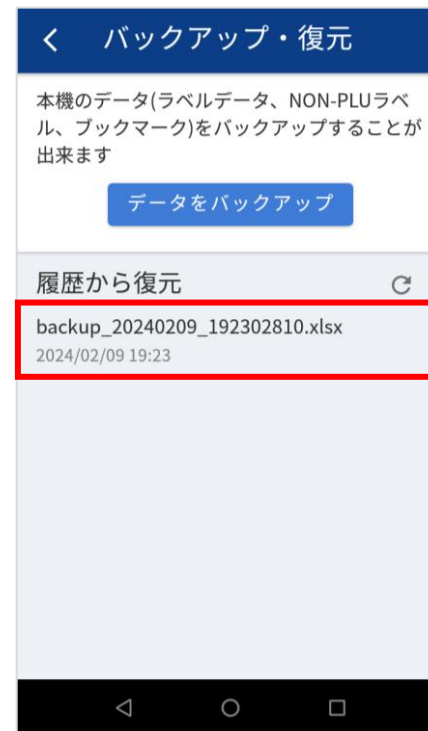 バックアップ・復元
本機のデータ(ラベルデータ、NON-PLUラベ
ル、ブックマーク)をバックアップすることが
出来ます
データをバックアップ
履歴から復元
backup_20240209_192302810.xlsx
2024/02/09 19:23